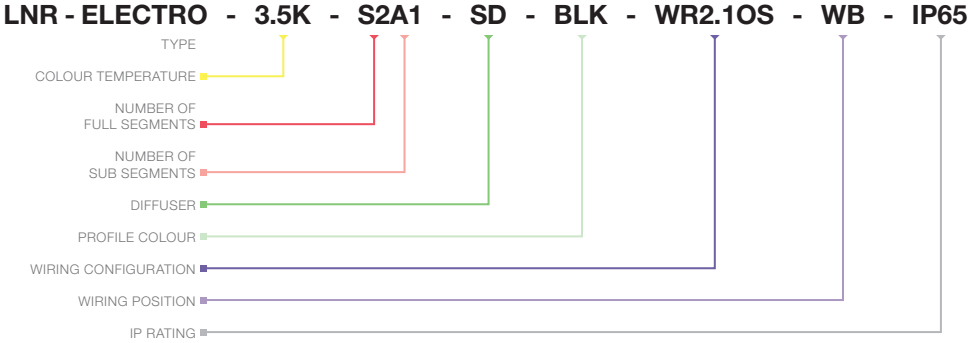 LNR - ELECTRO - 3.5K - S2A1 - SD - BLK - WR2.1OS - WB - IP65
TYPE
COLOUR TEMPERATURE
NUMBER OF
FULL SEGMENTS
NUMBER OF
SUB SEGMENTS
DIFFUSER
PROFILE COLOUR
WIRING CONFIGURATION
WIRING POSITION
IP RATING